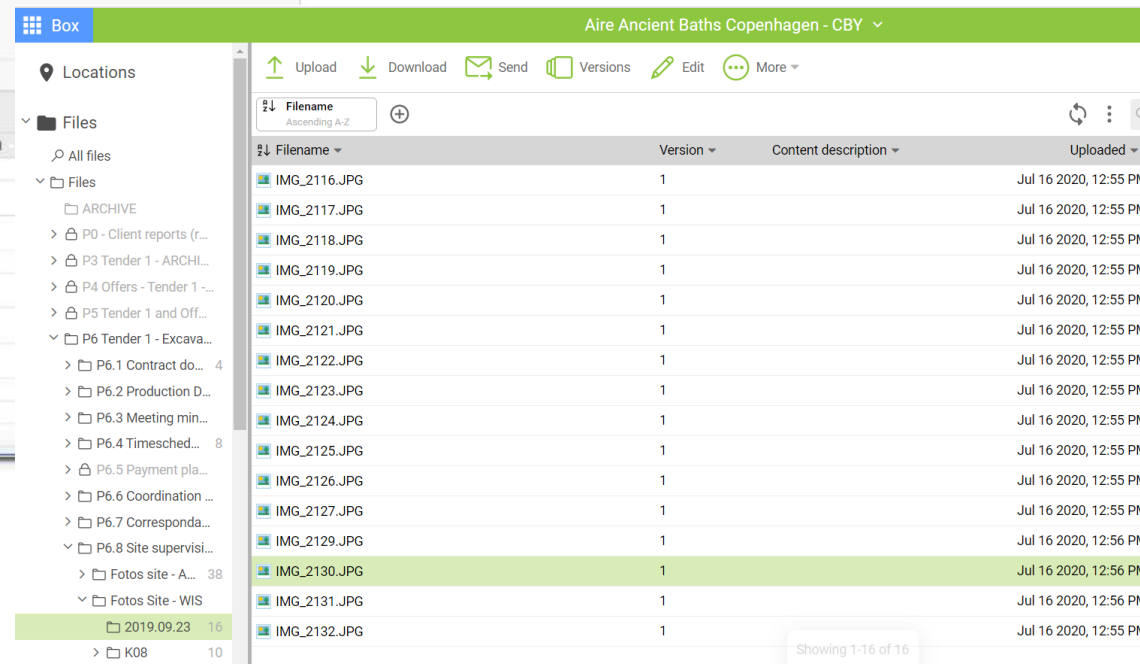 Box
Aire Ancient Baths Copenhagen - CBY
Locations
Files
All files
Files
ARCHIVE
P0 - Client reports (r...
P3 Tender 1 - ARCHI...
P4 Offers - Tender 1 -...
P5 Tender 1 and Off...
P6 Tender 1 - Excava...
P6.1 Contract do... 4
P6.2 Production D...
P6.3 Meeting min...
P6.4 Timesched... 8
P6.5 Payment pla...
P6.6 Coordination ...
P6.7 Corresponda...
P6.8 Site supervisi...
Fotos site - A... 38
Fotos Site - WIS
2019.09.23 16
K08 10
Upload Download Send Versions Edit More
Filename
Ascending A-Z
Filename Version Content description Uploaded
IMG_2116.JPG 1 Jul 16 2020, 12:55 PM
IMG_2117.JPG 1 Jul 16 2020, 12:55 PM
IMG_2118.JPG 1 Jul 16 2020, 12:55 PM
IMG_2119.JPG 1 Jul 16 2020, 12:55 PM
IMG_2120.JPG 1 Jul 16 2020, 12:55 PM
IMG_2121.JPG 1 Jul 16 2020, 12:55 PM
IMG_2122.JPG 1 Jul 16 2020, 12:55 PM
IMG_2123.JPG 1 Jul 16 2020, 12:55 PM
IMG_2124.JPG 1 Jul 16 2020, 12:55 PM
IMG_2125.JPG 1 Jul 16 2020, 12:55 PM
IMG_2126.JPG 1 Jul 16 2020, 12:55 PM
IMG_2127.JPG 1 Jul 16 2020, 12:55 PM
IMG_2129.JPG 1 Jul 16 2020, 12:56 PM
IMG_2130.JPG 1 Jul 16 2020, 12:56 PM
IMG_2131.JPG 1 Jul 16 2020, 12:56 PM
IMG_2132.JPG 1 Jul 16 2020, 12:55 PM
Showing 1-16 of 16